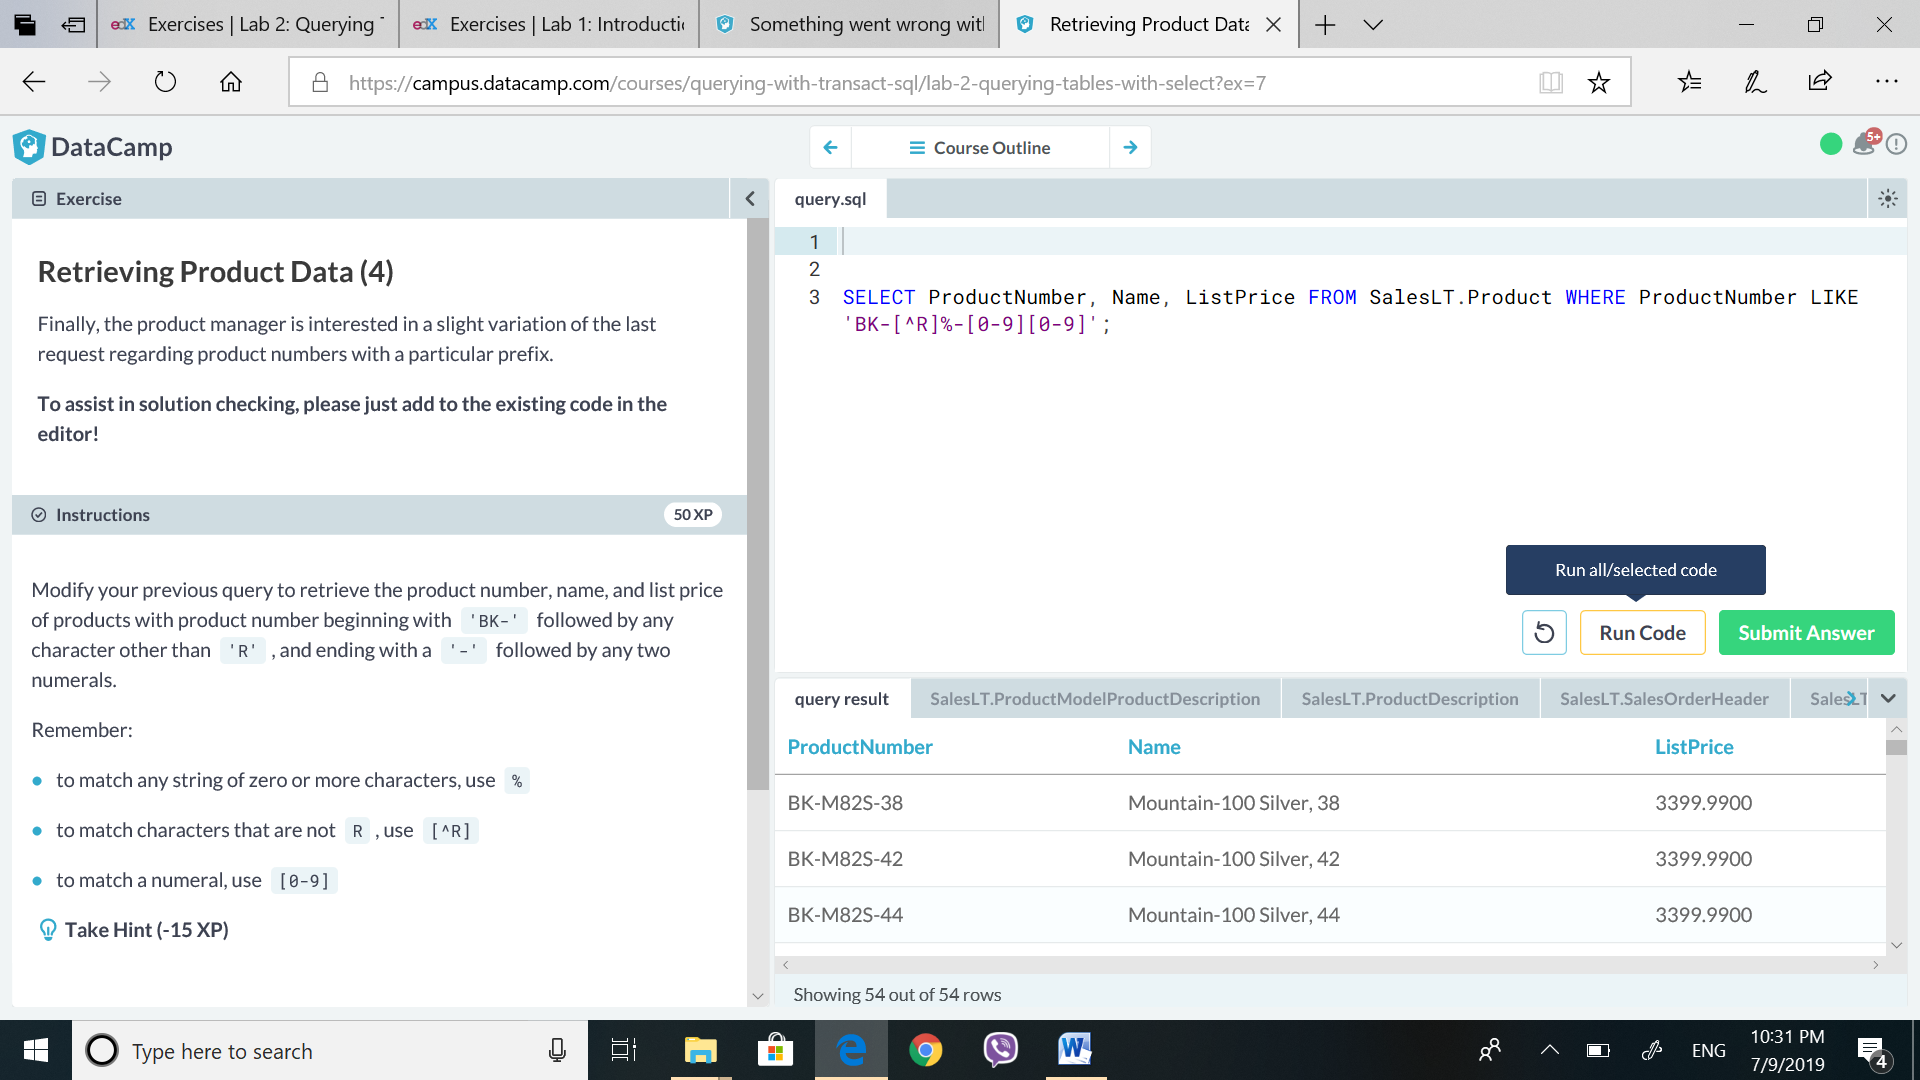 edX Exercises | Lab 2: Querying T
edX Exercises | Lab 1: Introducti
Something went wrong wit
Retrieving Product Data
https://campus.datacamp.com/courses/querying-with-transact-sql/lab-2-querying-tables-with-select?ex=7
DataCamp
Course Outline
5+
Exercise
query.sql
Retrieving Product Data (4)
Finally, the product manager is interested in a slight variation of the last
request regarding product numbers with a particular prefix.
To assist in solution checking, please just add to the existing code in the
editor!
Instructions
50 XP
Modify your previous query to retrieve the product number, name, and list price
of products with product number beginning with 'BK-' followed by any
character other than 'R' , and ending with a '-' followed by any two
numerals.
Remember:
to match any string of zero or more characters, use %
to match characters that are not R , use [^R]
to match a numeral, use [0-9]
Take Hint (-15 XP)
1
2
3 SELECT ProductNumber, Name, ListPrice FROM SalesLT.Product WHERE ProductNumber LIKE
'BK-[^R]%-[0-9][0-9]';
Run all/selected code
Run Code
Submit Answer
query result
SalesLT.ProductModelProductDescription
SalesLT.ProductDescription
SalesLT.SalesOrderHeader
SalesLT
ProductNumber Name ListPrice
BK-M82S-38 Mountain-100 Silver, 38 3399.9900
BK-M82S-42 Mountain-100 Silver, 42 3399.9900
BK-M82S-44 Mountain-100 Silver, 44 3399.9900
Showing 54 out of 54 rows
Type here to search
ENG
10:31 PM
7/9/2019
4